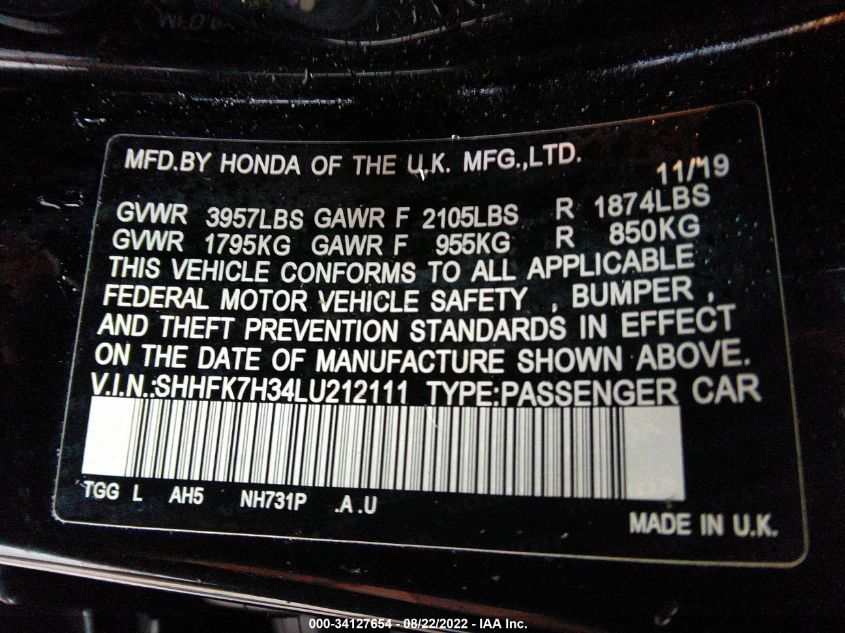 MFD.BY HONDA OF THE U.K. MFG.,LTD. 11/19
GVWR 3957LBS GAWR F 2105LBS R 1874LBS
GVWR 1795KG GAWR F 955KG R 850KG
THIS VEHICLE CONFORMS TO ALL APPLICABLE
FEDERAL MOTOR VEHICLE SAFETY , BUMPER ,
AND THEFT PREVENTION STANDARDS IN EFFECT
ON THE DATE OF MANUFACTURE SHOWN ABOVE.
V.I.N.:SHHFK7H34LU212111 TYPE:PASSENGER CAR
TGG L AH5 NH731P .A.U
MADE IN U.K.
000-34127654 - 08/22/2022 - IAA Inc.